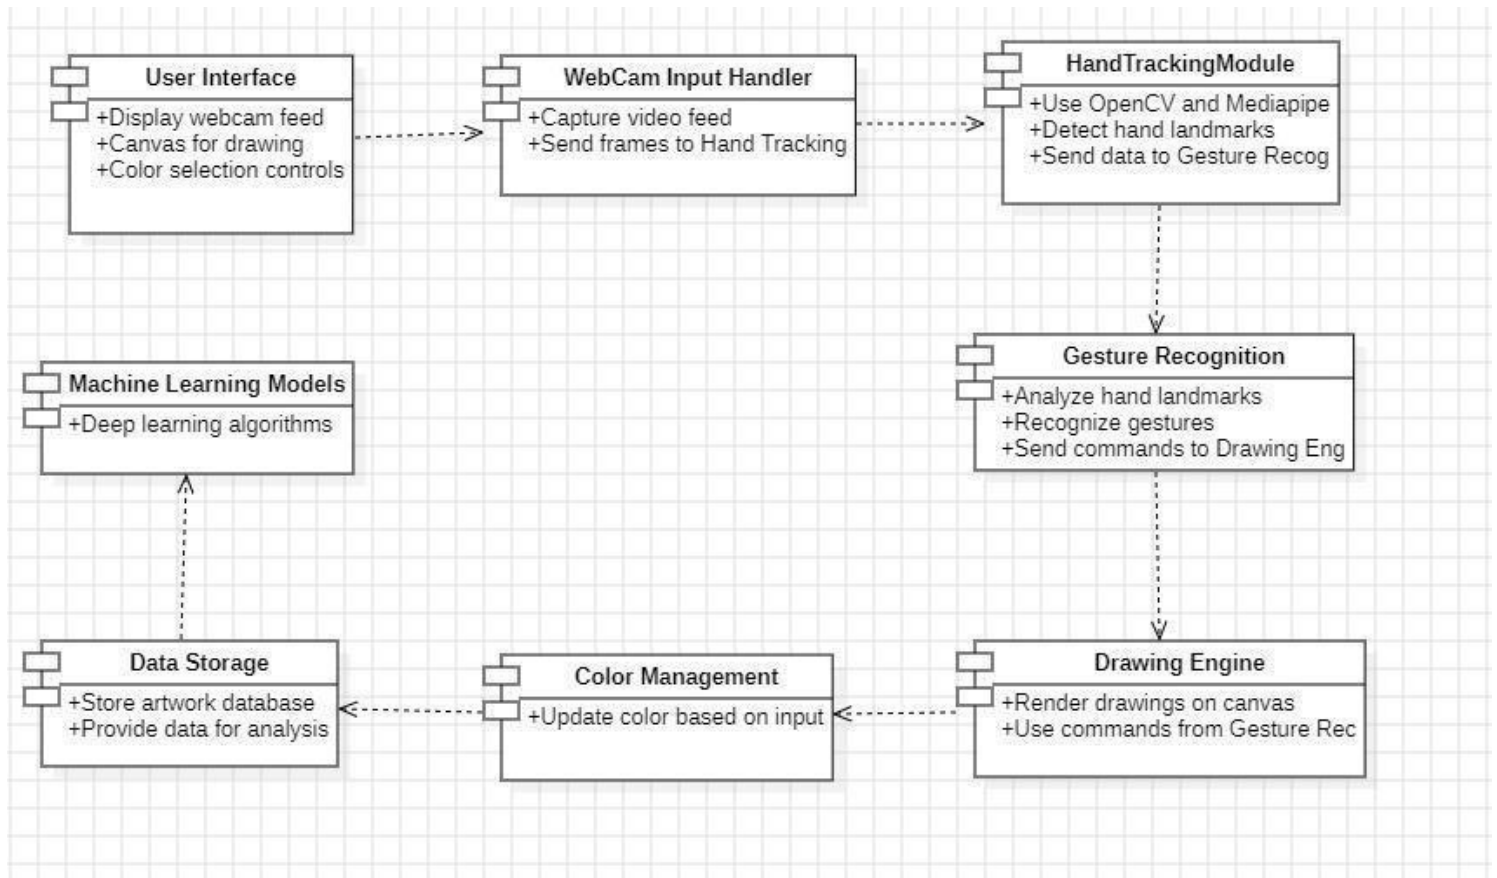 User Interface
+Display webcam feed
+Canvas for drawing
+Color selection controls
WebCam Input Handler
+Capture video feed
+Send frames to Hand Tracking
HandTrackingModule
+Use OpenCV and Mediapipe
+Detect hand landmarks
+Send data to Gesture Recog
Gesture Recognition
+Analyze hand landmarks
+Recognize gestures
+Send commands to Drawing Eng
Drawing Engine
+Render drawings on canvas
+Use commands from Gesture Rec
Color Management
+Update color based on input
Data Storage
+Store artwork database
+Provide data for analysis
Machine Learning Models
+Deep learning algorithms